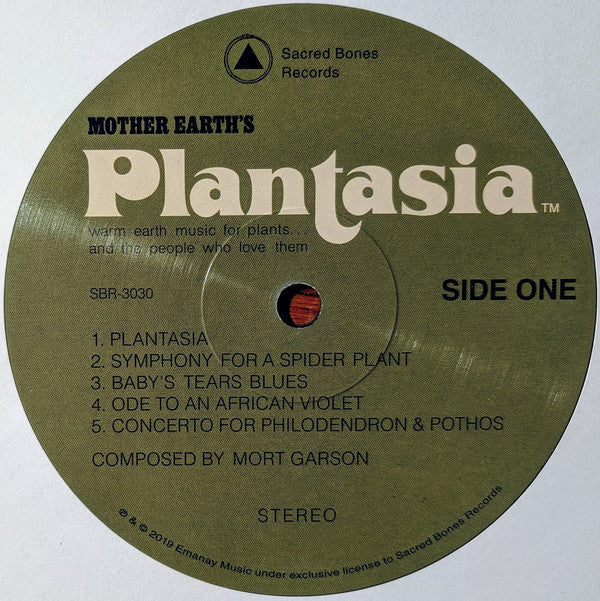 Sacred Bones
Records
MOTHER EARTH'S
Plantasia™
warm earth music for plants...
and the people who love them
SBR-3030
SIDE ONE
1. PLANTASIA
2. SYMPHONY FOR A SPIDER PLANT
3. BABY'S TEARS BLUES
4. ODE TO AN AFRICAN VIOLET
5. CONCERTO FOR PHILODENDRON & POTHOS
COMPOSED BY MORT GARSON
STEREO
℗ & © 2019 Emanay Music under exclusive license to Sacred Bones Records